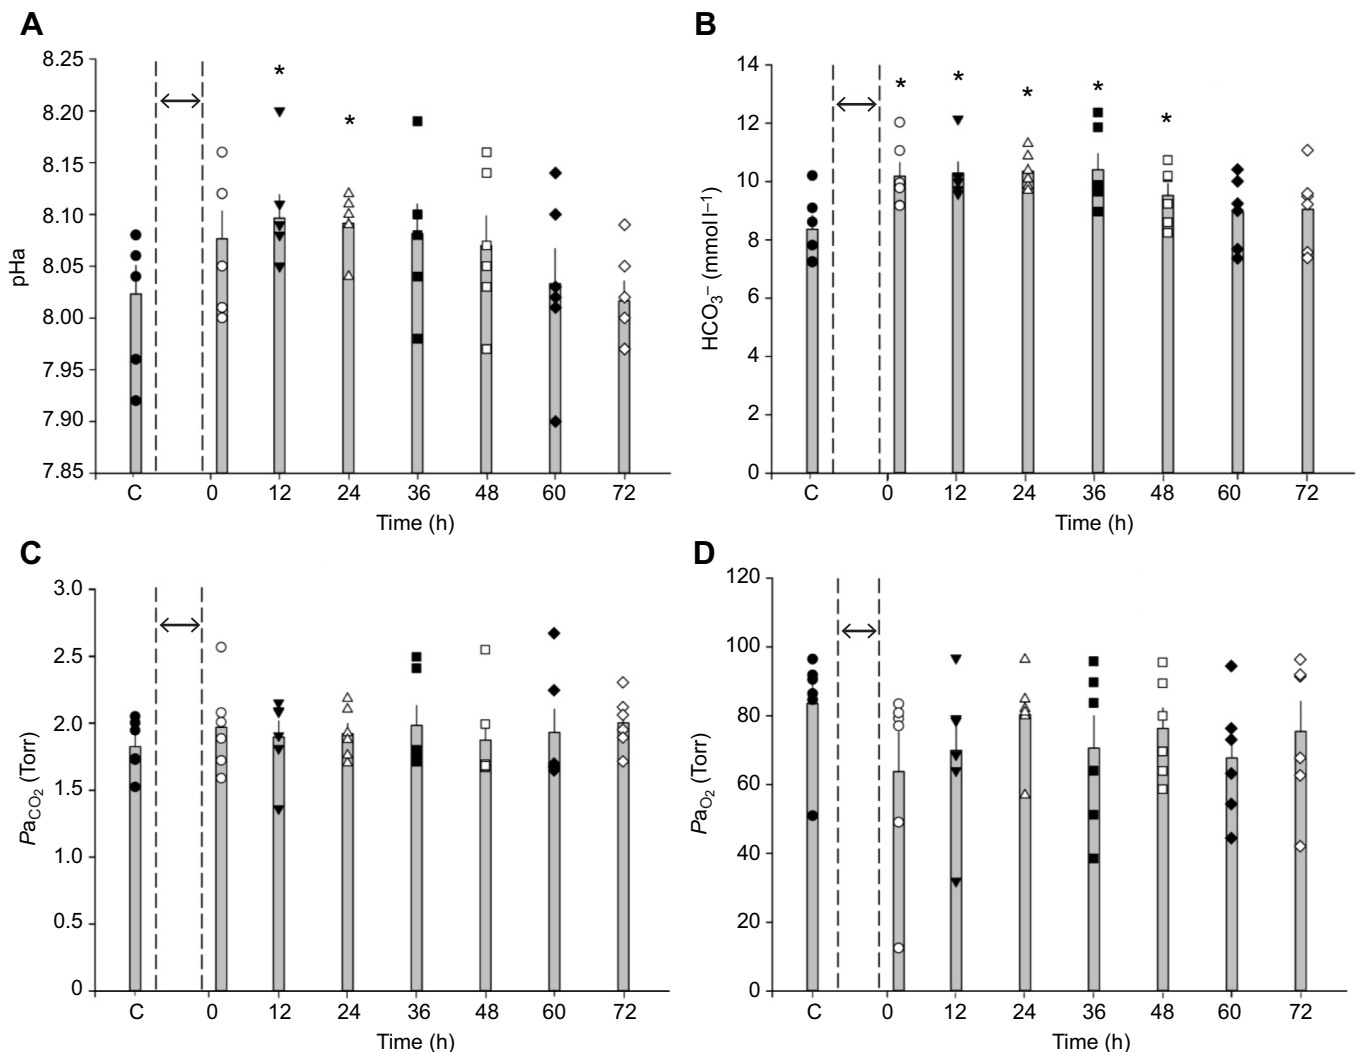 A
8.25
8.20
8.15
8.10
8.05
8.00
7.95
7.90
7.85
pHa
* *
C 0 12 24 36 48 60 72
Time (h)
B
14
12
10
8
6
4
2
0
HCO₃⁻ (mmol l⁻¹)
* * * * *
C 0 12 24 36 48 60 72
Time (h)
C
3.0
2.5
2.0
1.5
1.0
0.5
0
PaCO₂ (Torr)
C 0 12 24 36 48 60 72
Time (h)
D
120
100
80
60
40
20
0
PaO₂ (Torr)
C 0 12 24 36 48 60 72
Time (h)